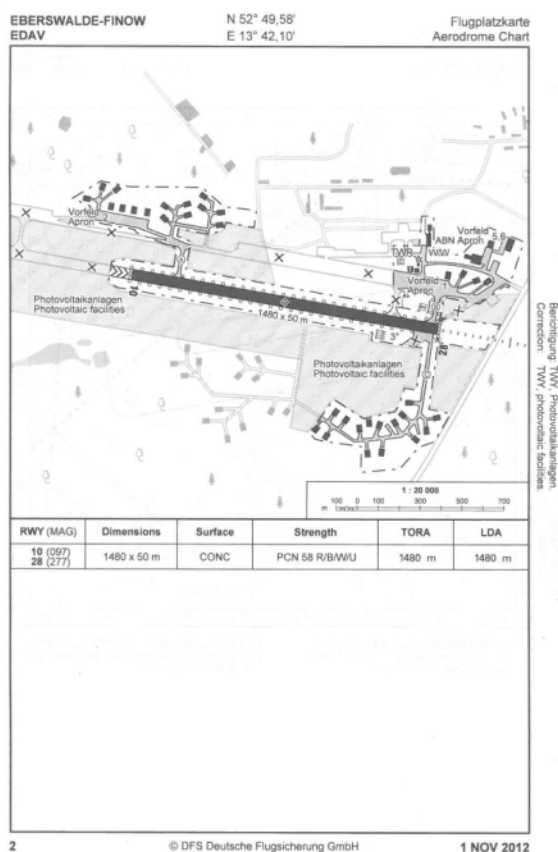 EBERSWALDE-FINOW
EDAV
N 52° 49,58'
E 13° 42,10'
Flugplatzkarte
Aerodrome Chart
Vorfeld
Apron
Vorfeld
Apron
5,6
ABN
TWR
W/W
Vorfeld
Apron
10
1480 x 50 m
28
3°
Photovoltaikanlagen
Photovoltaic facilities
Photovoltaikanlagen
Photovoltaic facilities
1 : 20 000
m 100 0 100 300 500 700
Berichtigung: TWY, Photovoltaikanlagen.
Correction: TWY, photovoltaic facilities.
RWY (MAG) Dimensions Surface Strength TORA LDA
10 (097)
28 (277)
1480 x 50 m CONC PCN 58 R/B/W/U 1480 m 1480 m
2 © DFS Deutsche Flugsicherung GmbH 1 NOV 2012